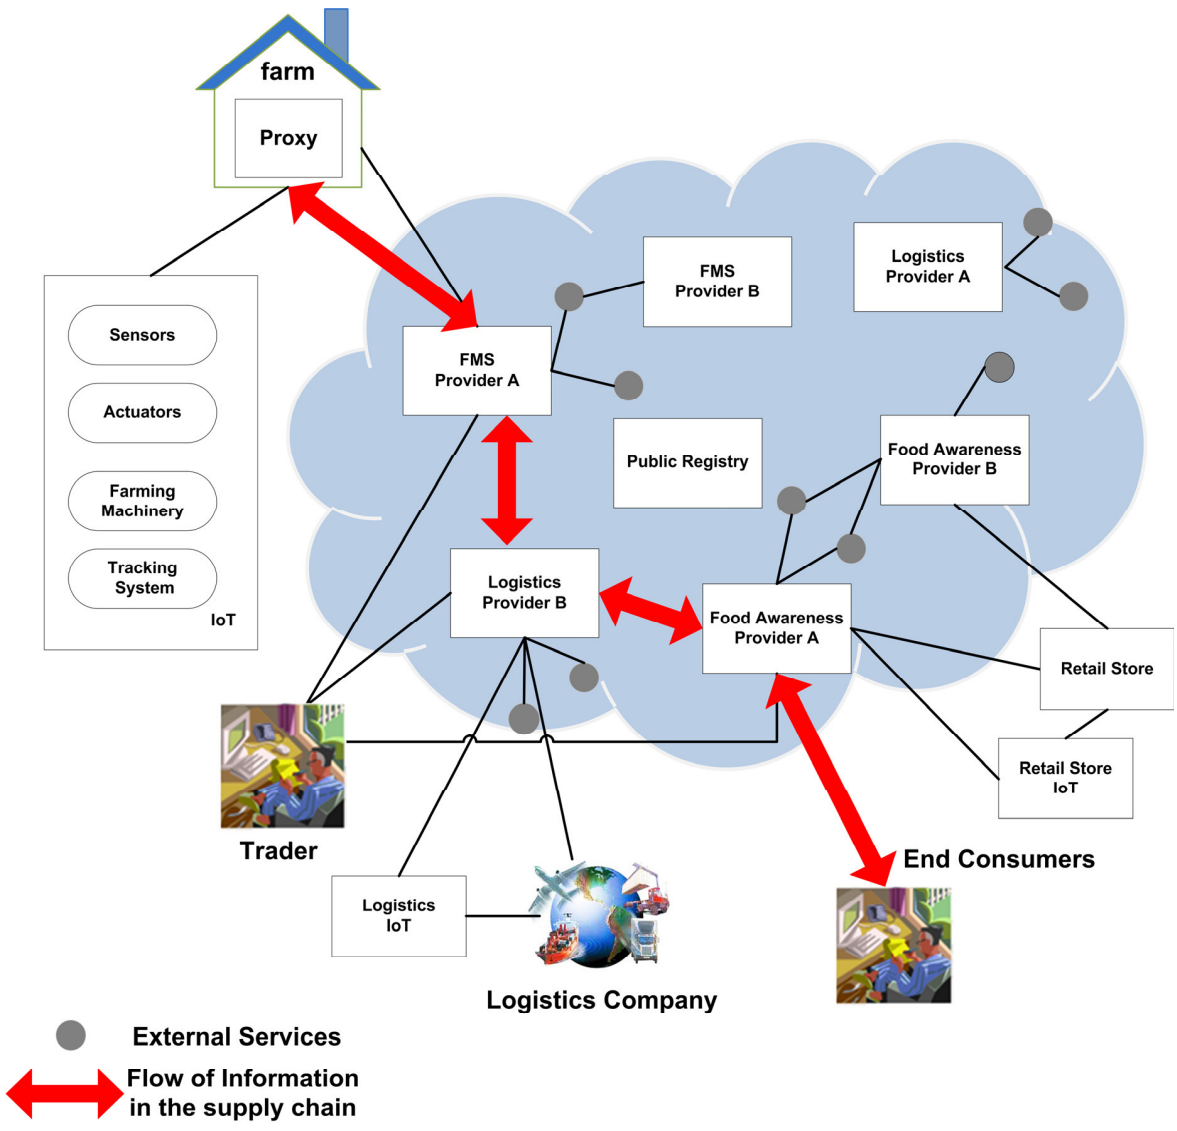 farm
Proxy
FMS
Provider B
Logistics
Provider A
Sensors
FMS
Provider A
Actuators
Public Registry
Food Awareness
Provider B
Farming
Machinery
Tracking
System
IoT
Logistics
Provider B
Food Awareness
Provider A
Retail Store
Retail Store
IoT
Trader
End Consumers
Logistics
IoT
Logistics Company
External Services
Flow of Information
in the supply chain